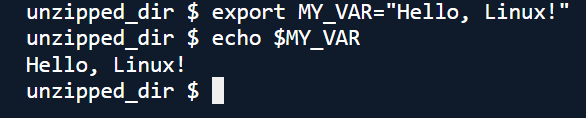 unzipped_dir $ export MY_VAR="Hello, Linux!"
unzipped_dir $ echo $MY_VAR
Hello, Linux!
unzipped_dir $